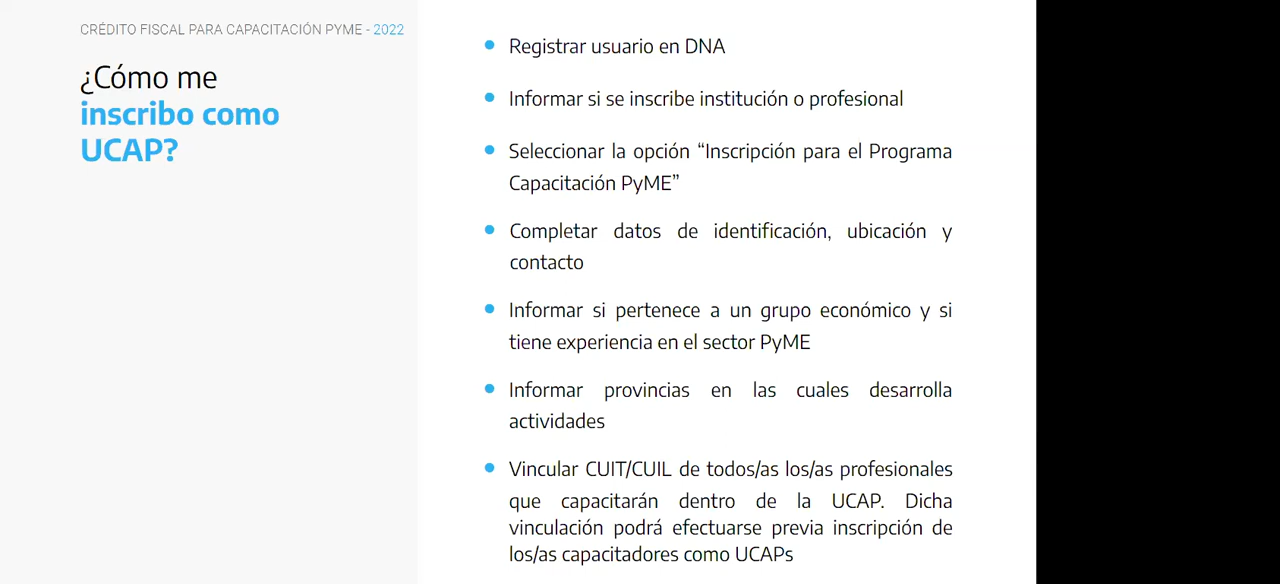 CRÉDITO FISCAL PARA CAPACITACIÓN PYME - 2022
¿Cómo me
inscribo como
UCAP?
Registrar usuario en DNA
Informar si se inscribe institución o profesional
Seleccionar la opción “Inscripción para el Programa
Capacitación PyME”
Completar datos de identificación, ubicación y
contacto
Informar si pertenece a un grupo económico y si
tiene experiencia en el sector PyME
Informar provincias en las cuales desarrolla
actividades
Vincular CUIT/CUIL de todos/as los/as profesionales
que capacitarán dentro de la UCAP. Dicha
vinculación podrá efectuarse previa inscripción de
los/as capacitadores como UCAPs